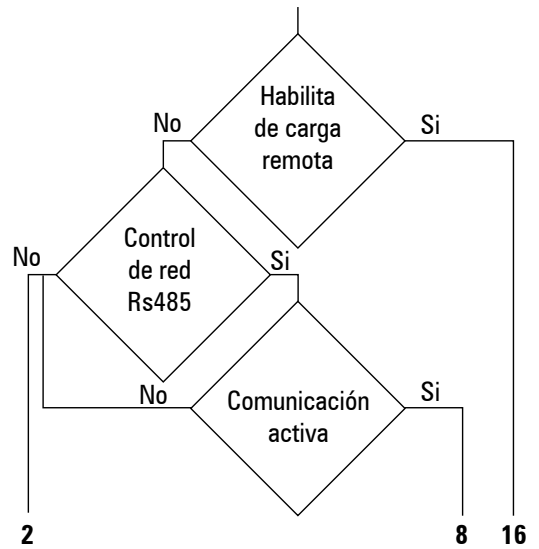 Habilita
de carga
remota
No
Si
Control
de red
Rs485
No
Si
Comunicación
activa
No
Si
2
8
16